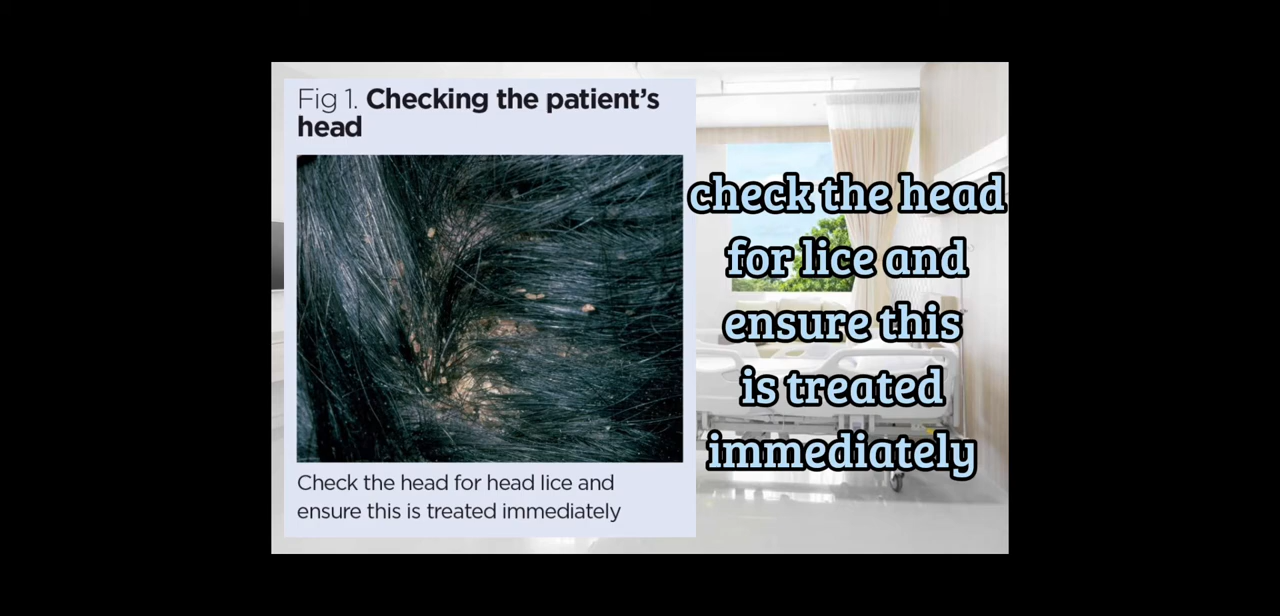 Fig 1. Checking the patient’s
head
Check the head for head lice and
ensure this is treated immediately
check the head
for lice and
ensure this
is treated
immediately